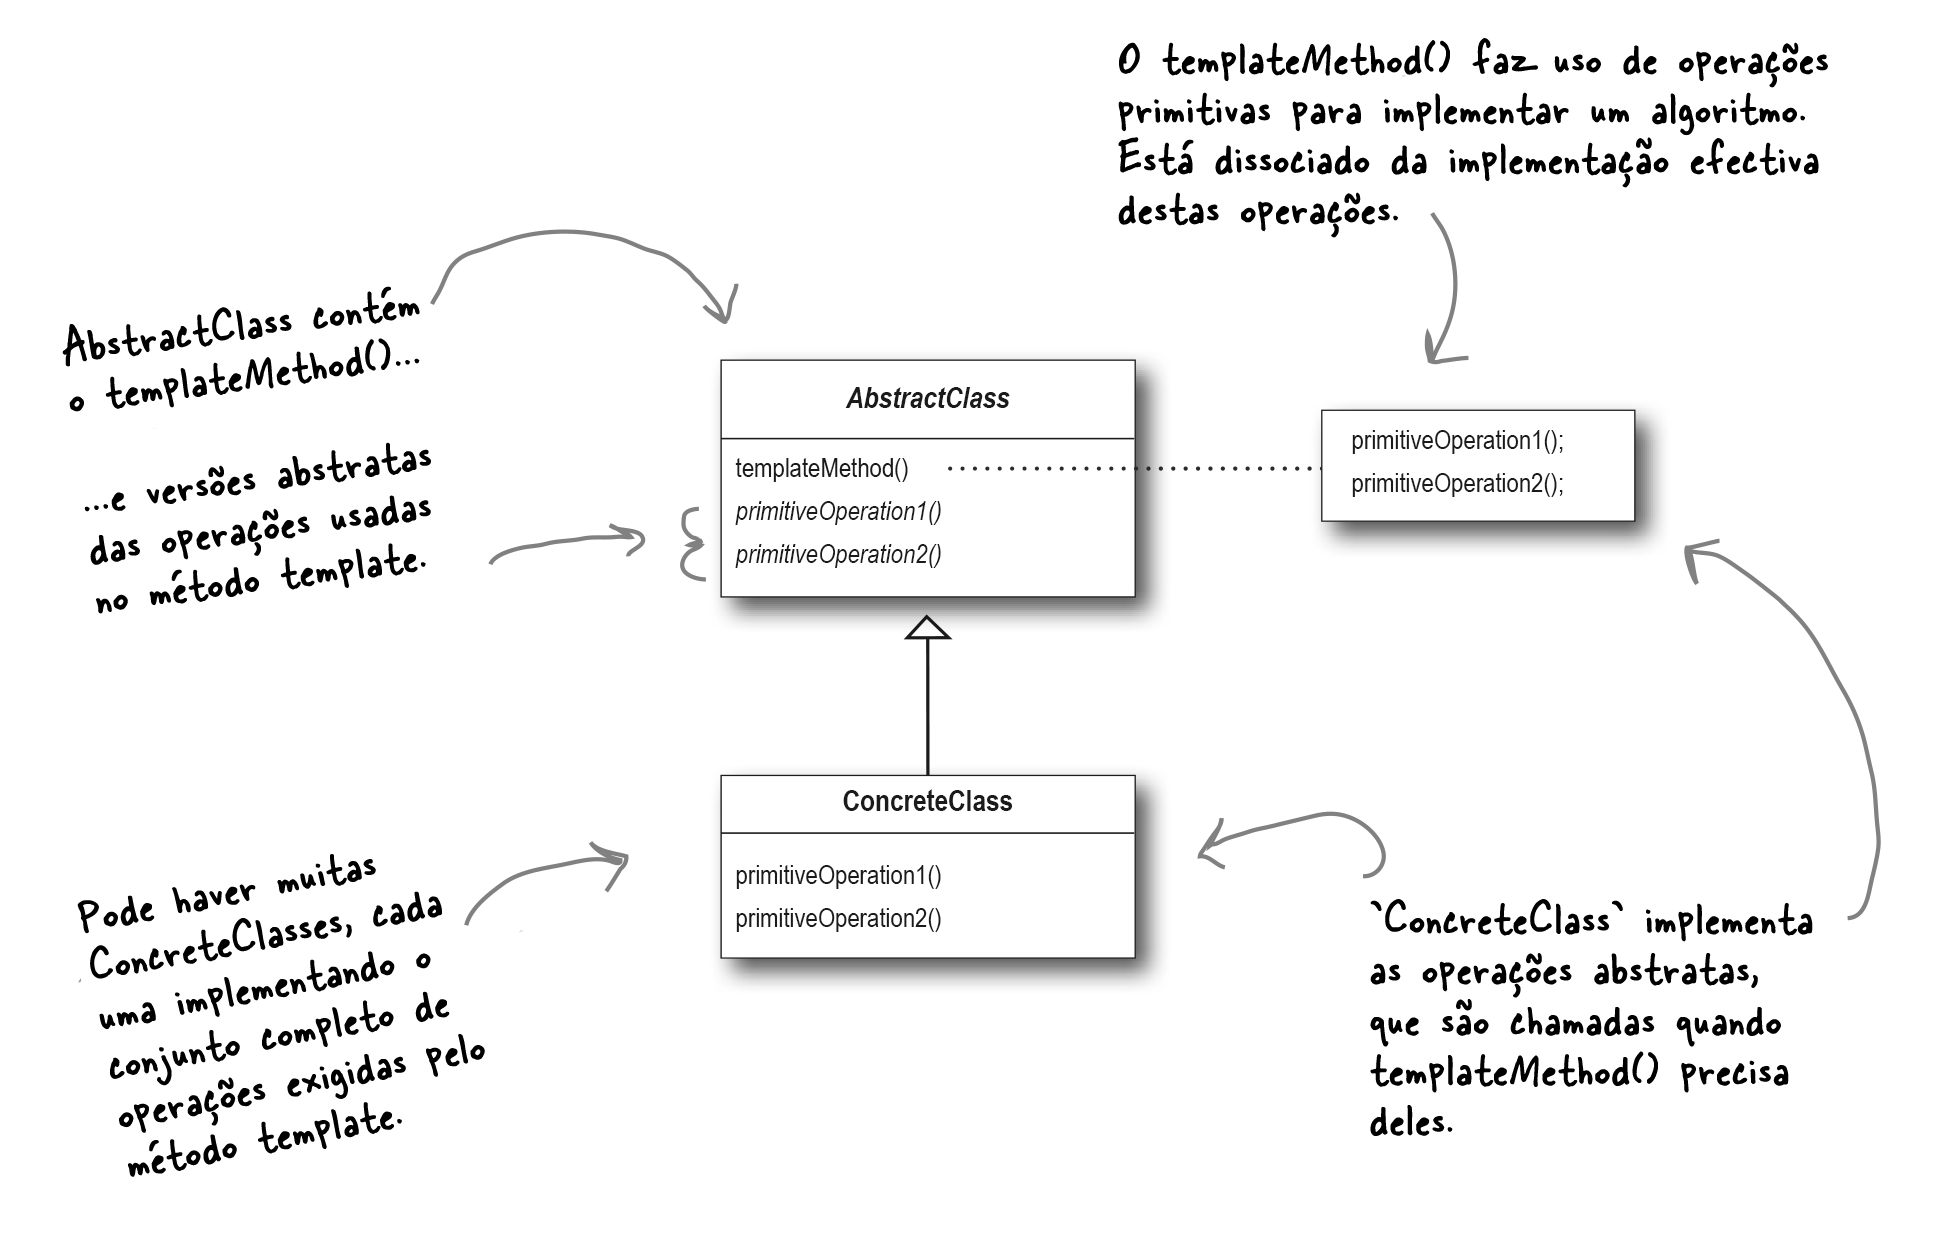 O templateMethod() faz uso de operações
primitivas para implementar um algoritmo.
Está dissociado da implementação efectiva
destas operações.
AbstractClass contém
o templateMethod()...
...e versões abstratas
das operações usadas
no método template.
AbstractClass
templateMethod()
primitiveOperation1()
primitiveOperation2()
primitiveOperation1();
primitiveOperation2();
ConcreteClass
primitiveOperation1()
primitiveOperation2()
Pode haver muitas
ConcreteClasses, cada
uma implementando o
conjunto completo de
operações exigidas pelo
método template.
`ConcreteClass` implementa
as operações abstratas,
que são chamadas quando
templateMethod() precisa
deles.